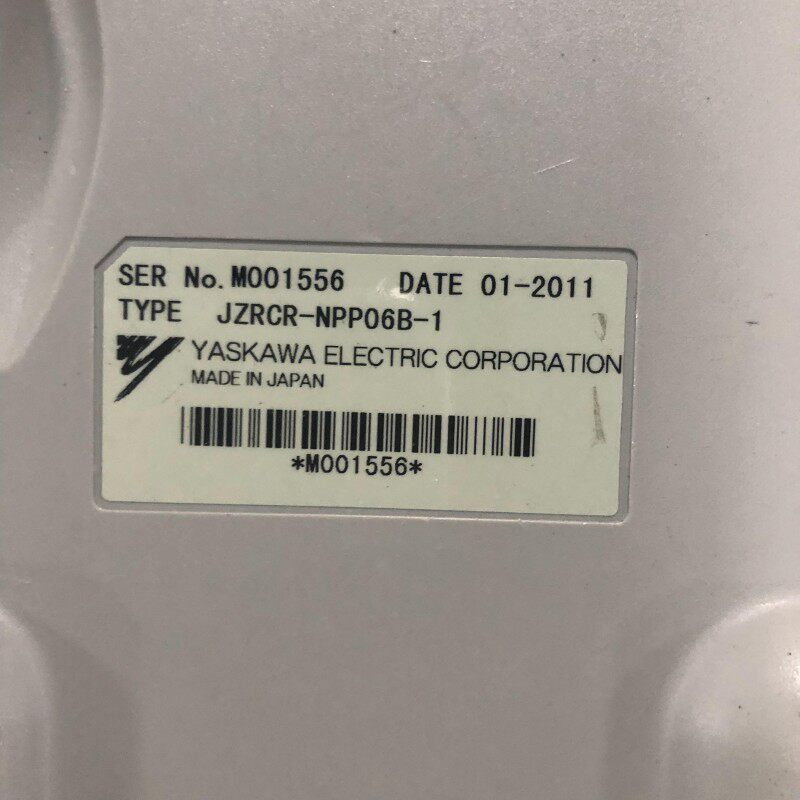 SER No. M001556 DATE 01-2011
TYPE JZRCR-NPP06B-1
YASKAWA ELECTRIC CORPORATION
MADE IN JAPAN
*M001556*